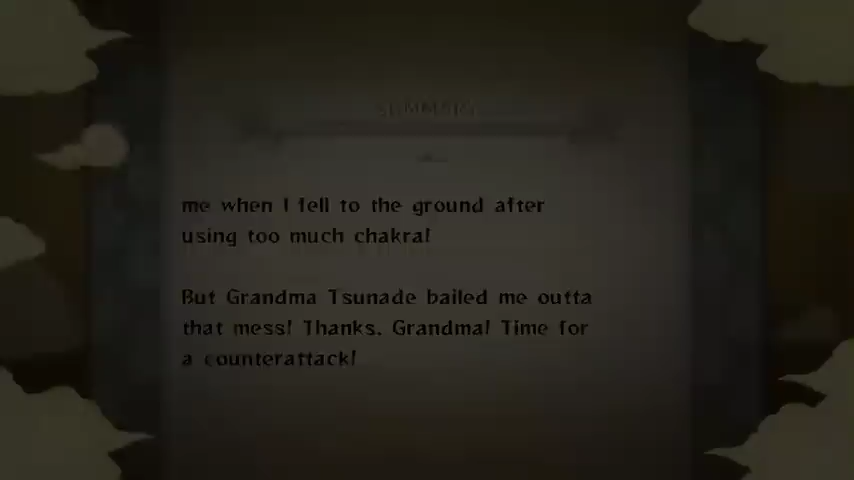 SUMMARY
me when I fell to the ground after
using too much chakra!
But Grandma Tsunade bailed me outta
that mess! Thanks, Grandma! Time for
a counterattack!